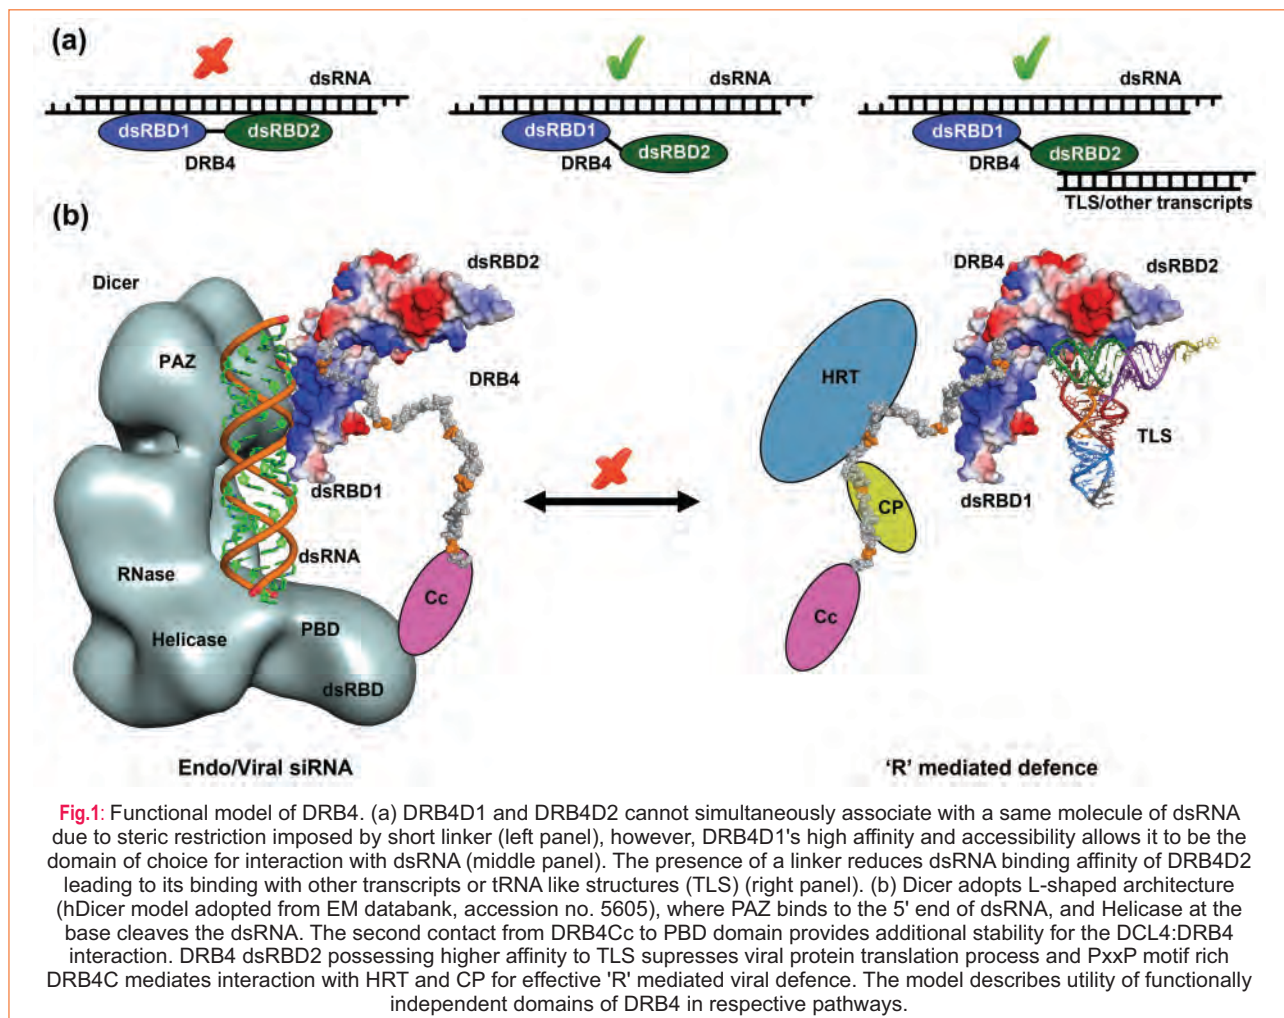 (a)
dsRNA
dsRBD1
dsRBD2
DRB4
dsRNA
dsRBD1
DRB4
dsRBD2
dsRNA
dsRBD1
DRB4
dsRBD2
TLS/other transcripts
(b)
Dicer
PAZ
dsRBD2
DRB4
dsRBD1
dsRNA
RNase
Helicase
PBD
dsRBD
Cc
Endo/Viral siRNA
DRB4
dsRBD2
HRT
TLS
dsRBD1
CP
Cc
'R' mediated defence
Fig.1: Functional model of DRB4. (a) DRB4D1 and DRB4D2 cannot simultaneously associate with a same molecule of dsRNA
due to steric restriction imposed by short linker (left panel), however, DRB4D1's high affinity and accessibility allows it to be the
domain of choice for interaction with dsRNA (middle panel). The presence of a linker reduces dsRNA binding affinity of DRB4D2
leading to its binding with other transcripts or tRNA like structures (TLS) (right panel). (b) Dicer adopts L-shaped architecture
(hDicer model adopted from EM databank, accession no. 5605), where PAZ binds to the 5' end of dsRNA, and Helicase at the
base cleaves the dsRNA. The second contact from DRB4Cc to PBD domain provides additional stability for the DCL4:DRB4
interaction. DRB4 dsRBD2 possessing higher affinity to TLS supresses viral protein translation process and PxxP motif rich
DRB4C mediates interaction with HRT and CP for effective 'R' mediated viral defence. The model describes utility of functionally
independent domains of DRB4 in respective pathways.